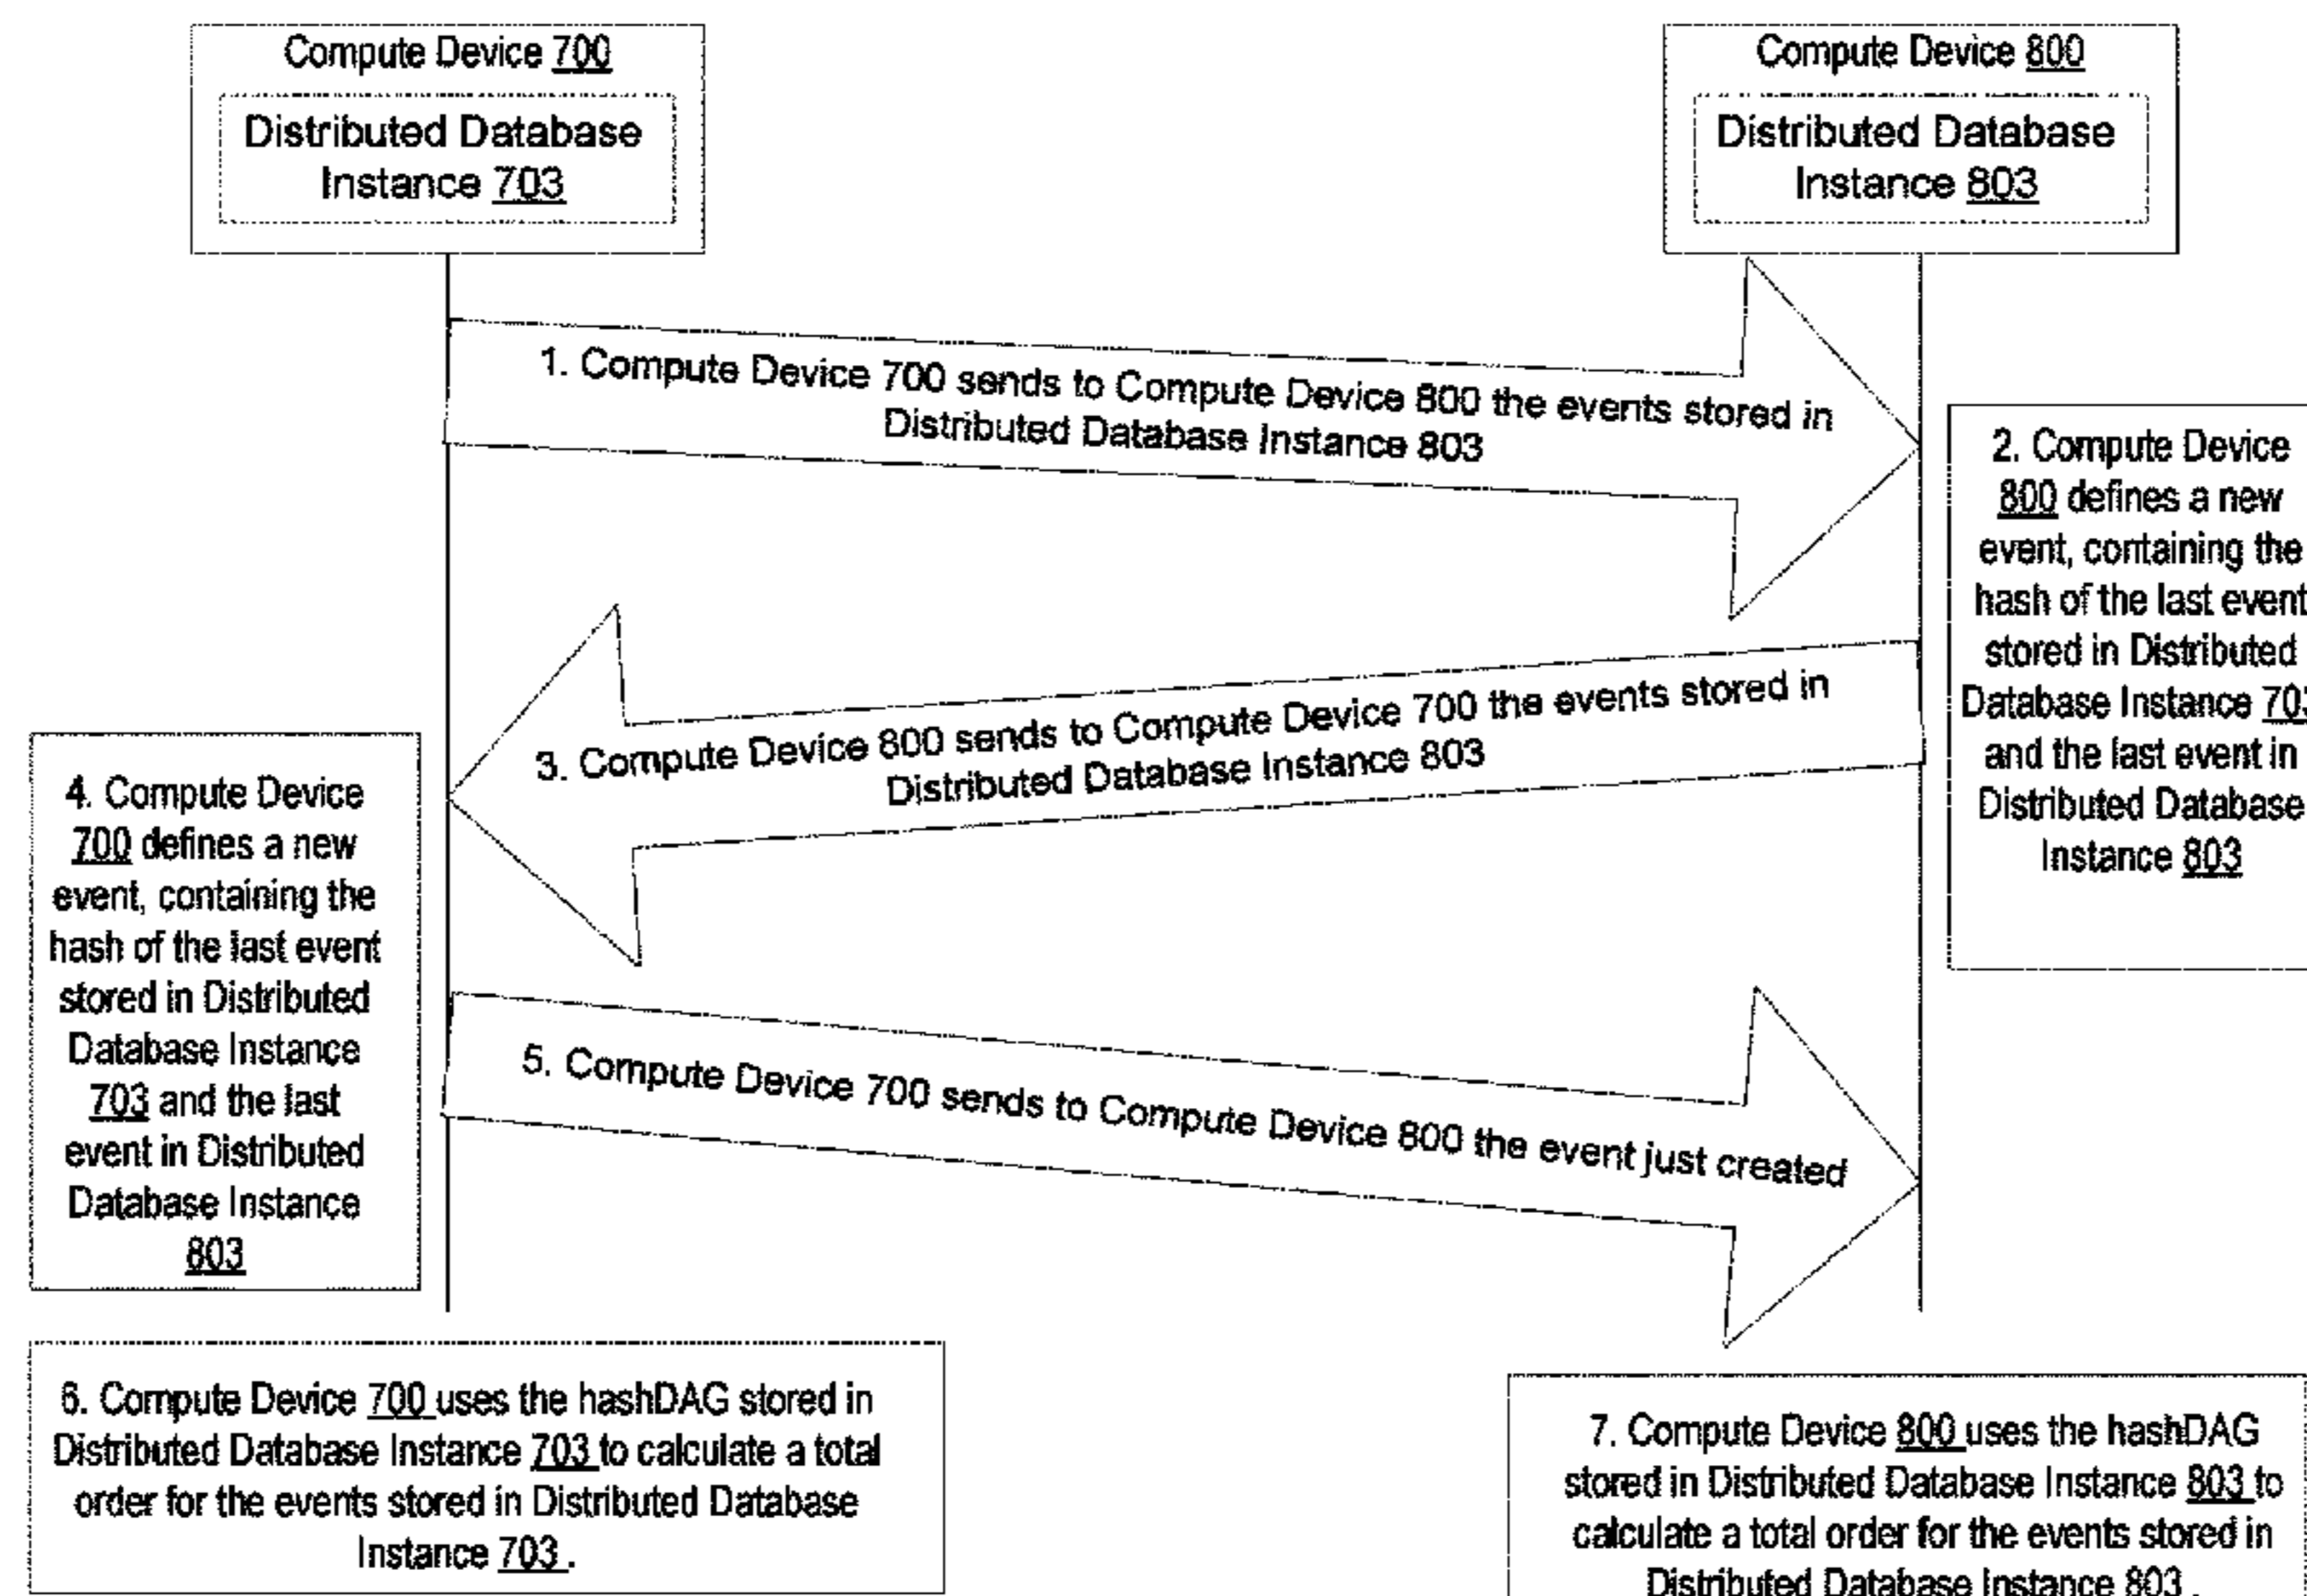 Compute Device 700
Distributed Database
Instance 703
Compute Device 800
Distributed Database
Instance 803
1. Compute Device 700 sends to Compute Device 800 the events stored in
Distributed Database Instance 803
2. Compute Device
800 defines a new
event, containing the
hash of the last event
stored in Distributed
Database Instance 703
and the last event in
Distributed Database
Instance 803
3. Compute Device 800 sends to Compute Device 700 the events stored in
Distributed Database Instance 803
4. Compute Device
700 defines a new
event, containing the
hash of the last event
stored in Distributed
Database Instance
703 and the last
event in Distributed
Database Instance
803
5. Compute Device 700 sends to Compute Device 800 the event just created
6. Compute Device 700 uses the hashDAG stored in
Distributed Database Instance 703 to calculate a total
order for the events stored in Distributed Database
Instance 703 .
7. Compute Device 800 uses the hashDAG
stored in Distributed Database Instance 803 to
calculate a total order for the events stored in
Distributed Database Instance 803 .